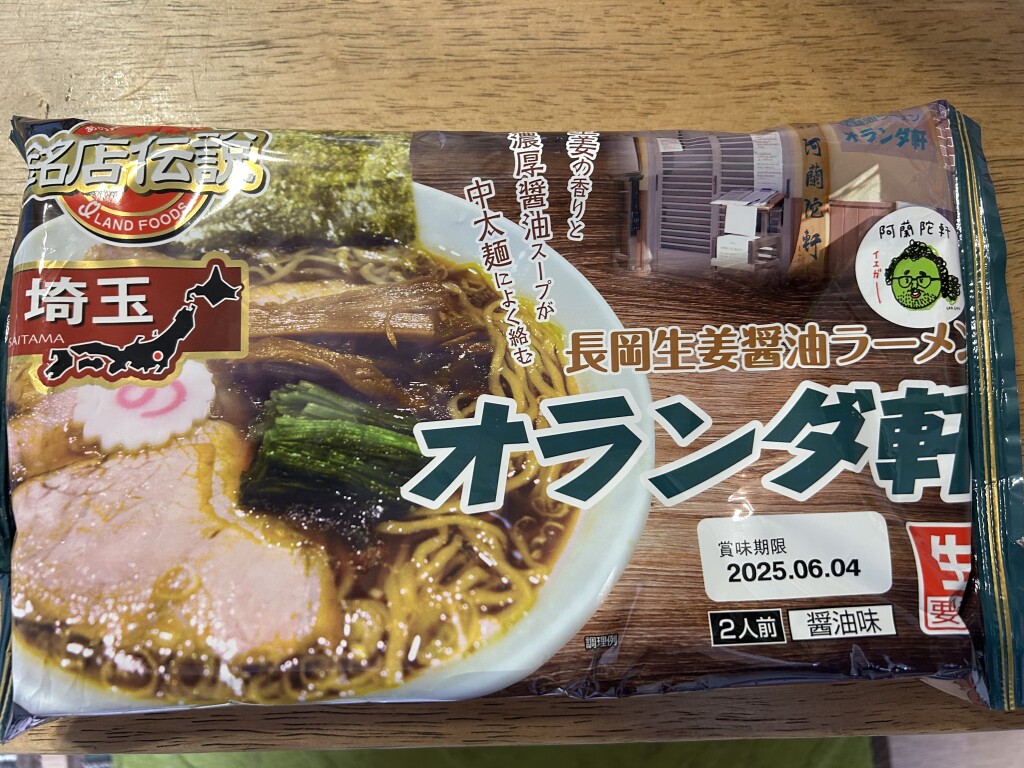 銘店伝説
ISLAND FOODS
埼玉
SAITAMA
生姜の香りと
濃厚醤油スープが
中太麺によく絡む
オランダ軒
阿蘭陀軒
阿蘭陀軒
イエガー
長岡生姜醤油ラーメン
オランダ軒
賞味期限
2025.06.04
2人前
醤油味
生
要
調理例